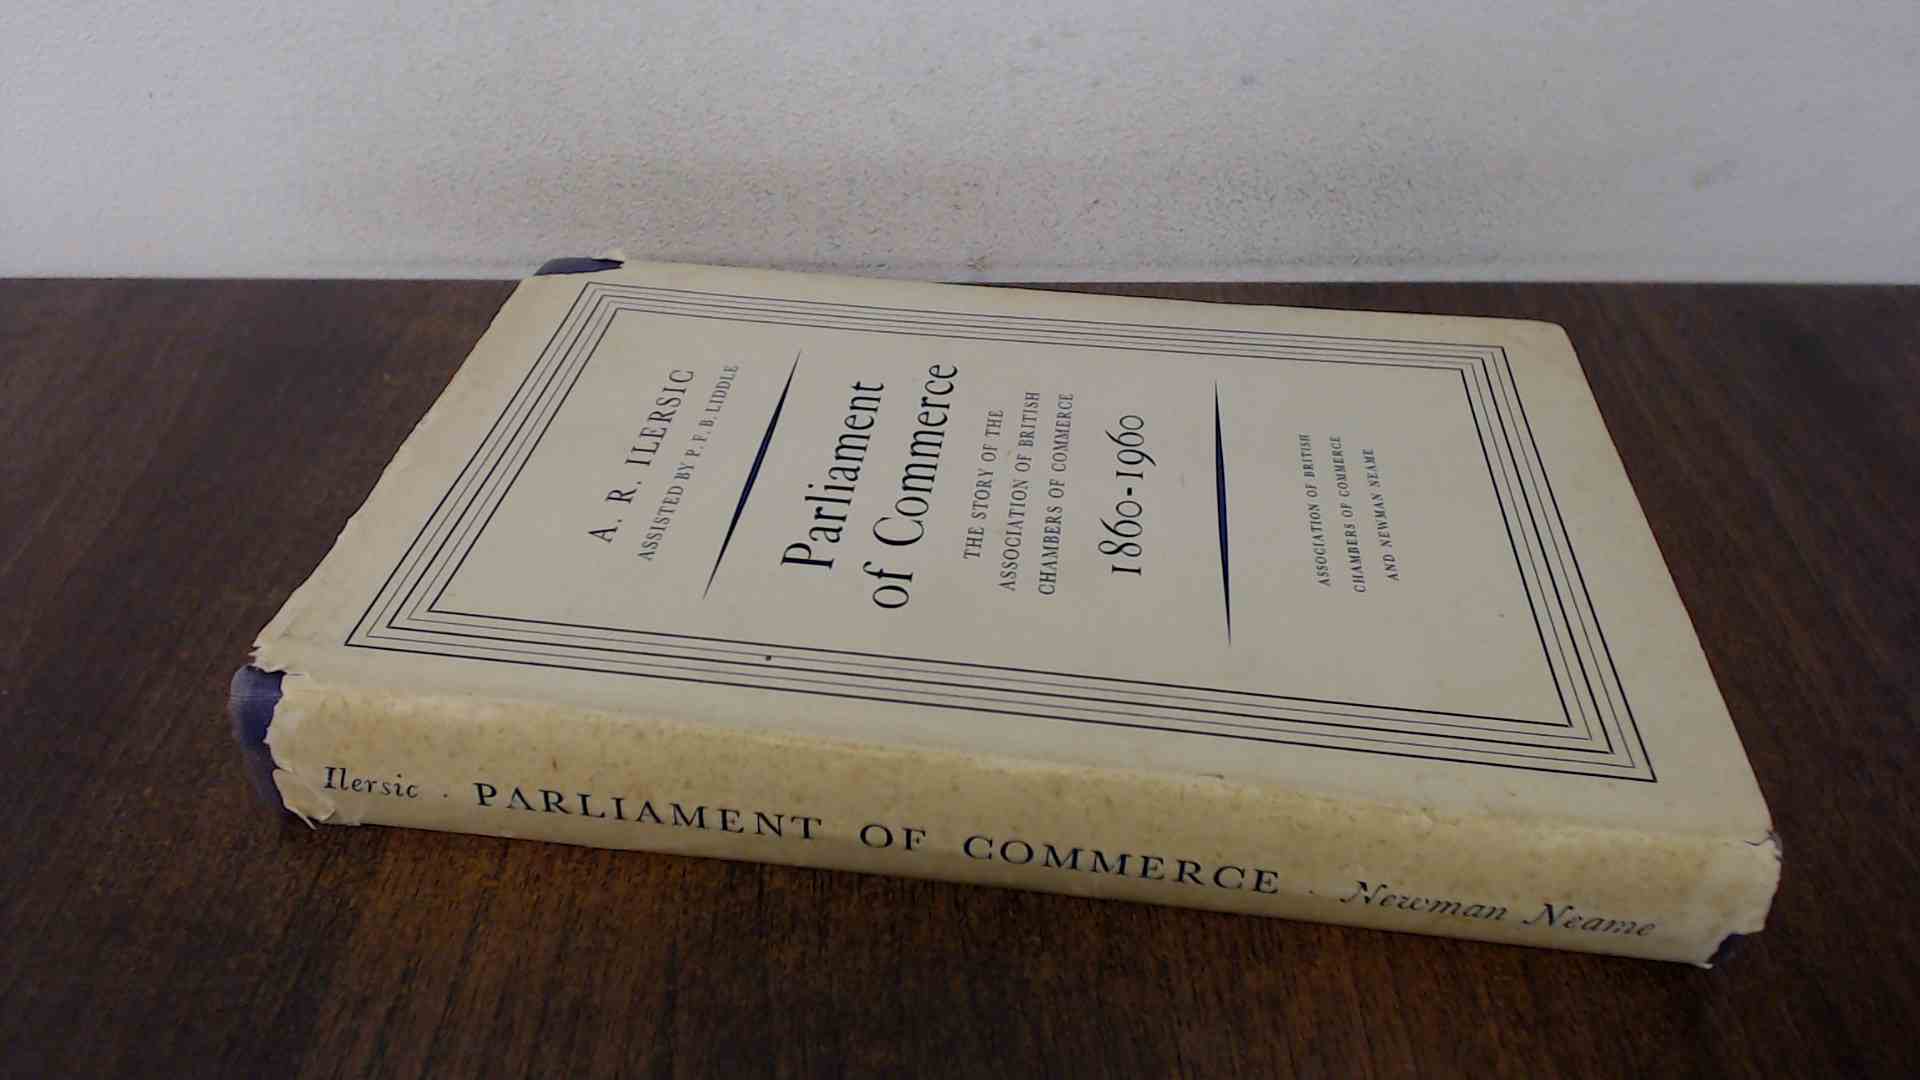 A. R. ILERSIC
ASSISTED BY P. F. B. LIDDLE
Parliament
of Commerce
THE STORY OF THE
ASSOCIATION OF BRITISH
CHAMBERS OF COMMERCE
1860-1960
ASSOCIATION OF BRITISH
CHAMBERS OF COMMERCE
AND NEWMAN NEAME
Ilersic . PARLIAMENT OF COMMERCE . Newman Neame